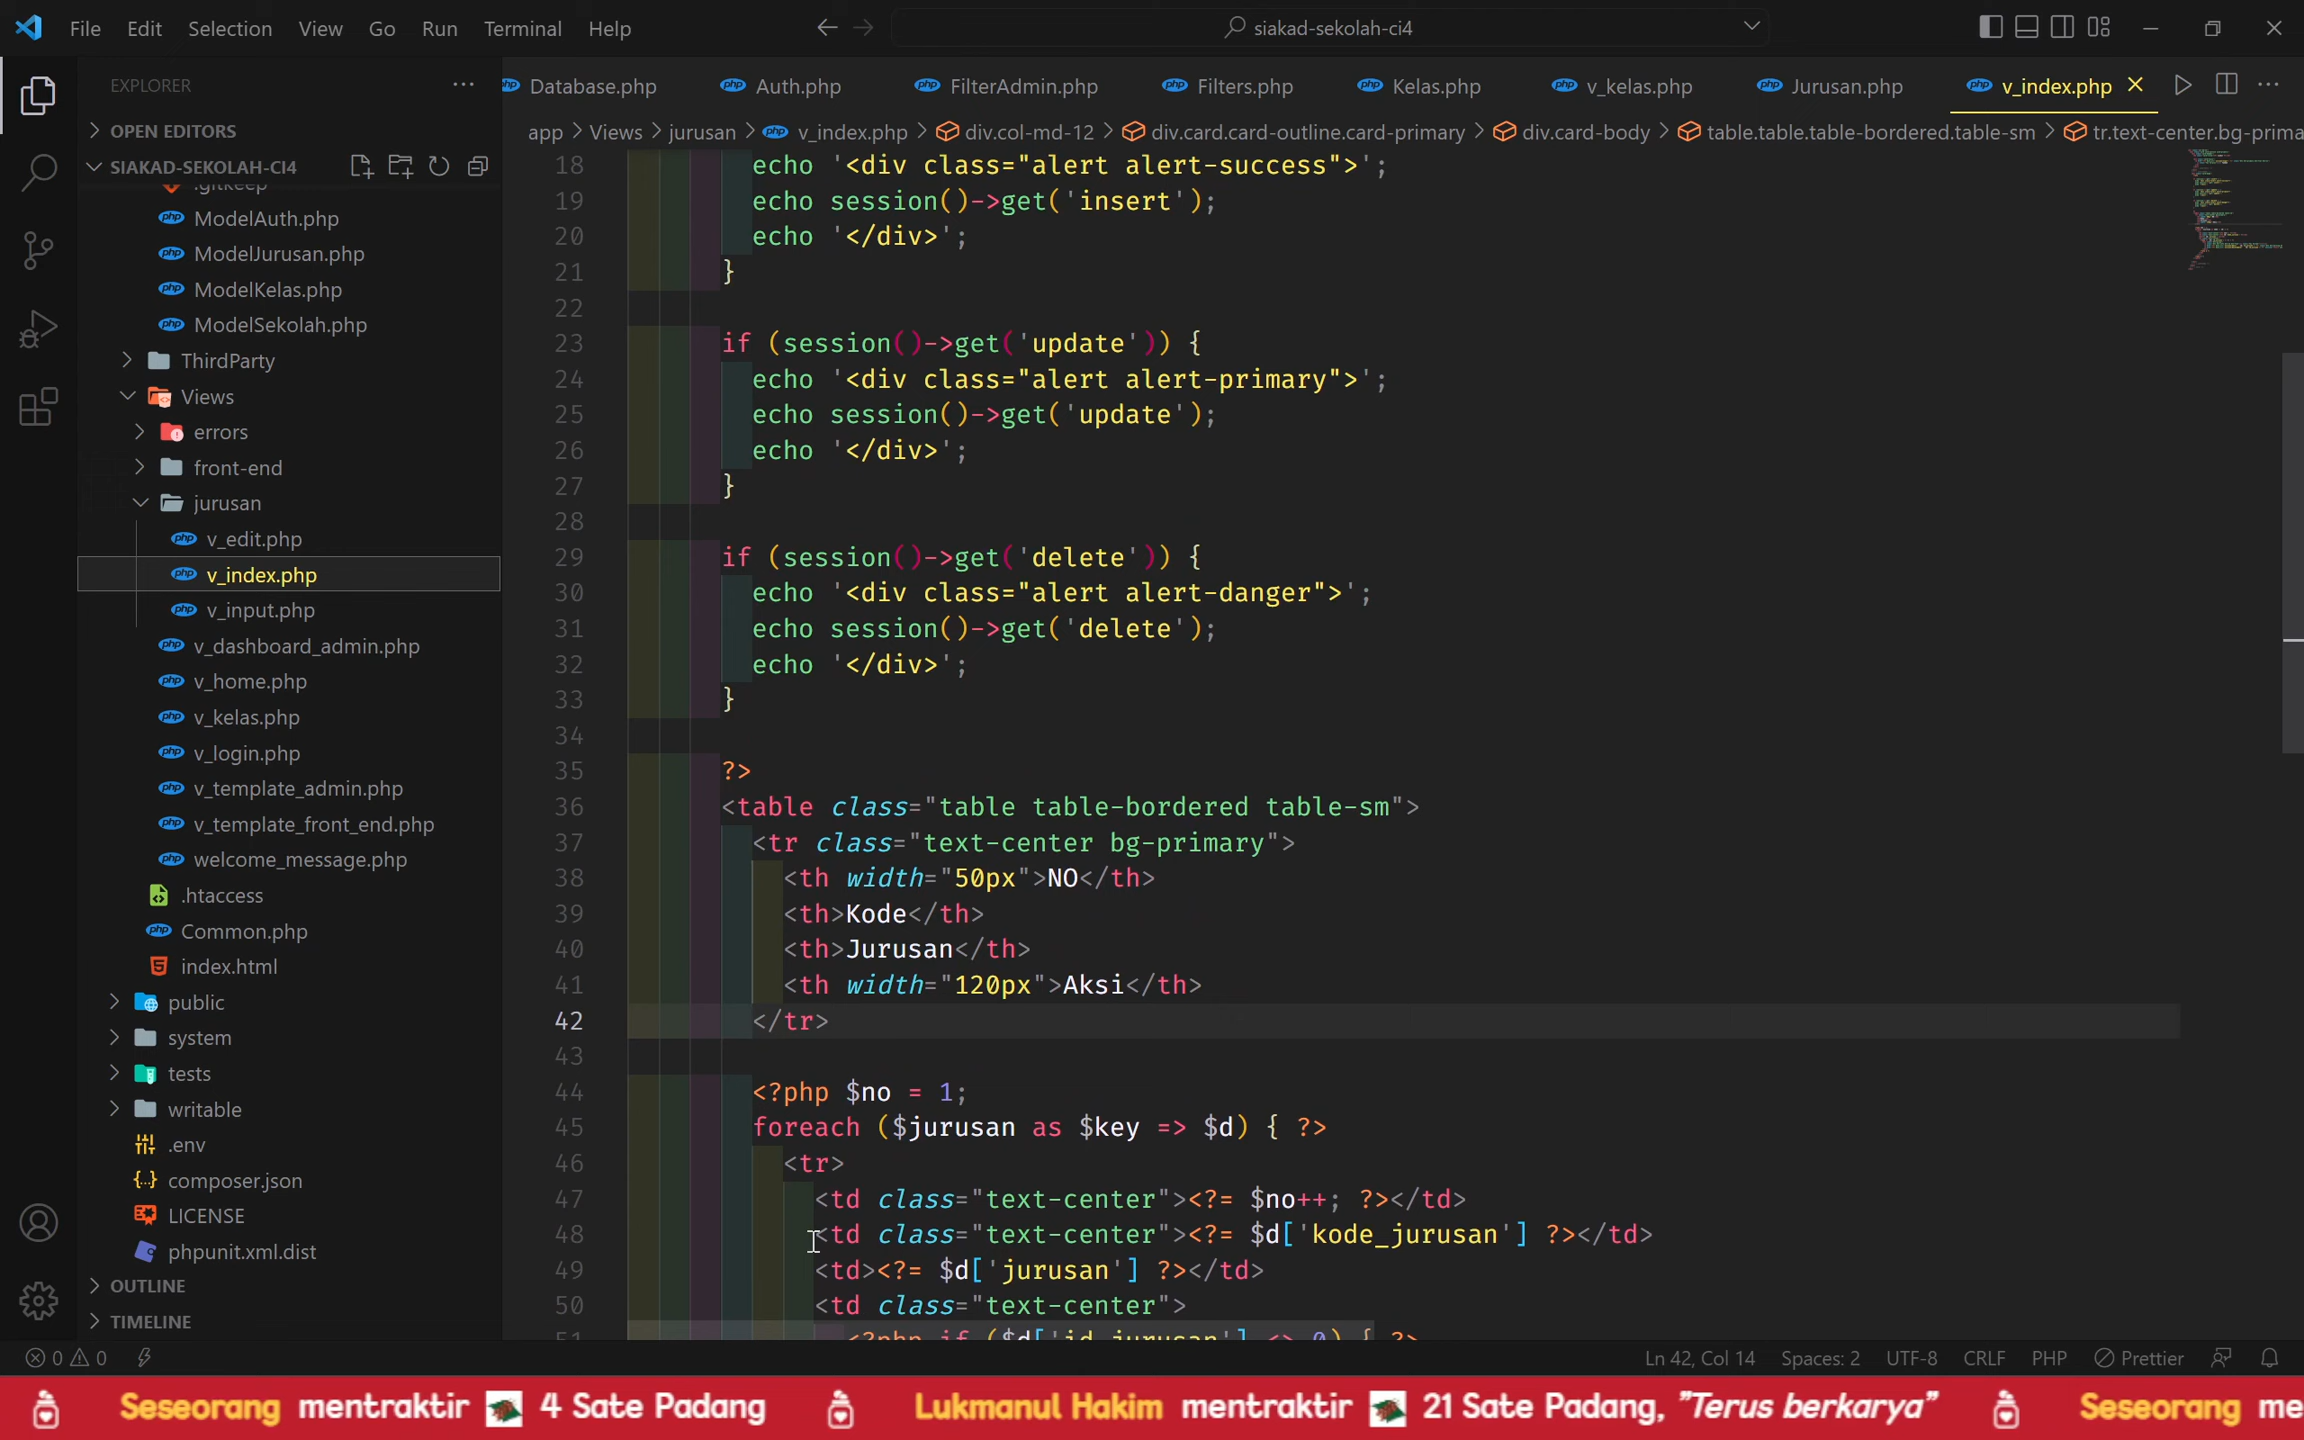 File Edit Selection View Go Run Terminal Help
siakad-sekolah-ci4
EXPLORER
Database.php Auth.php FilterAdmin.php Filters.php Kelas.php v_kelas.php Jurusan.php v_index.php
OPEN EDITORS
app > Views > jurusan > v_index.php > div.col-md-12 > div.card.card-outline.card-primary > div.card-body > table.table.table-bordered.table-sm > tr.text-center.bg-prima
SIAKAD-SEKOLAH-CI4
.gitkeep
ModelAuth.php
ModelJurusan.php
ModelKelas.php
ModelSekolah.php
ThirdParty
Views
errors
front-end
jurusan
v_edit.php
v_index.php
v_input.php
v_dashboard_admin.php
v_home.php
v_kelas.php
v_login.php
v_template_admin.php
v_template_front_end.php
welcome_message.php
.htaccess
Common.php
index.html
public
system
tests
writable
.env
composer.json
LICENSE
phpunit.xml.dist
OUTLINE
TIMELINE
18 echo '<div class="alert alert-success">';
19 echo session()->get('insert');
20 echo '</div>';
21 }
22
23 if (session()->get('update')) {
24 echo '<div class="alert alert-primary">';
25 echo session()->get('update');
26 echo '</div>';
27 }
28
29 if (session()->get('delete')) {
30 echo '<div class="alert alert-danger">';
31 echo session()->get('delete');
32 echo '</div>';
33 }
34
35 ?>
36 <table class="table table-bordered table-sm">
37 <tr class="text-center bg-primary">
38 <th width="50px">NO</th>
39 <th>Kode</th>
40 <th>Jurusan</th>
41 <th width="120px">Aksi</th>
42 </tr>
43
44 <?php $no = 1;
45 foreach ($jurusan as $key => $d) { ?>
46 <tr>
47 <td class="text-center"><?= $no++; ?></td>
48 <td class="text-center"><?= $d['kode_jurusan'] ?></td>
49 <td><?= $d['jurusan'] ?></td>
50 <td class="text-center">
51 <?php if ($d['id_jurusan'] <> 0) { ?>
0 0 Ln 42, Col 14 Spaces: 2 UTF-8 CRLF PHP Prettier
Seseorang mentraktir 4 Sate Padang Lukmanul Hakim mentraktir 21 Sate Padang, "Terus berkarya" Seseorang me